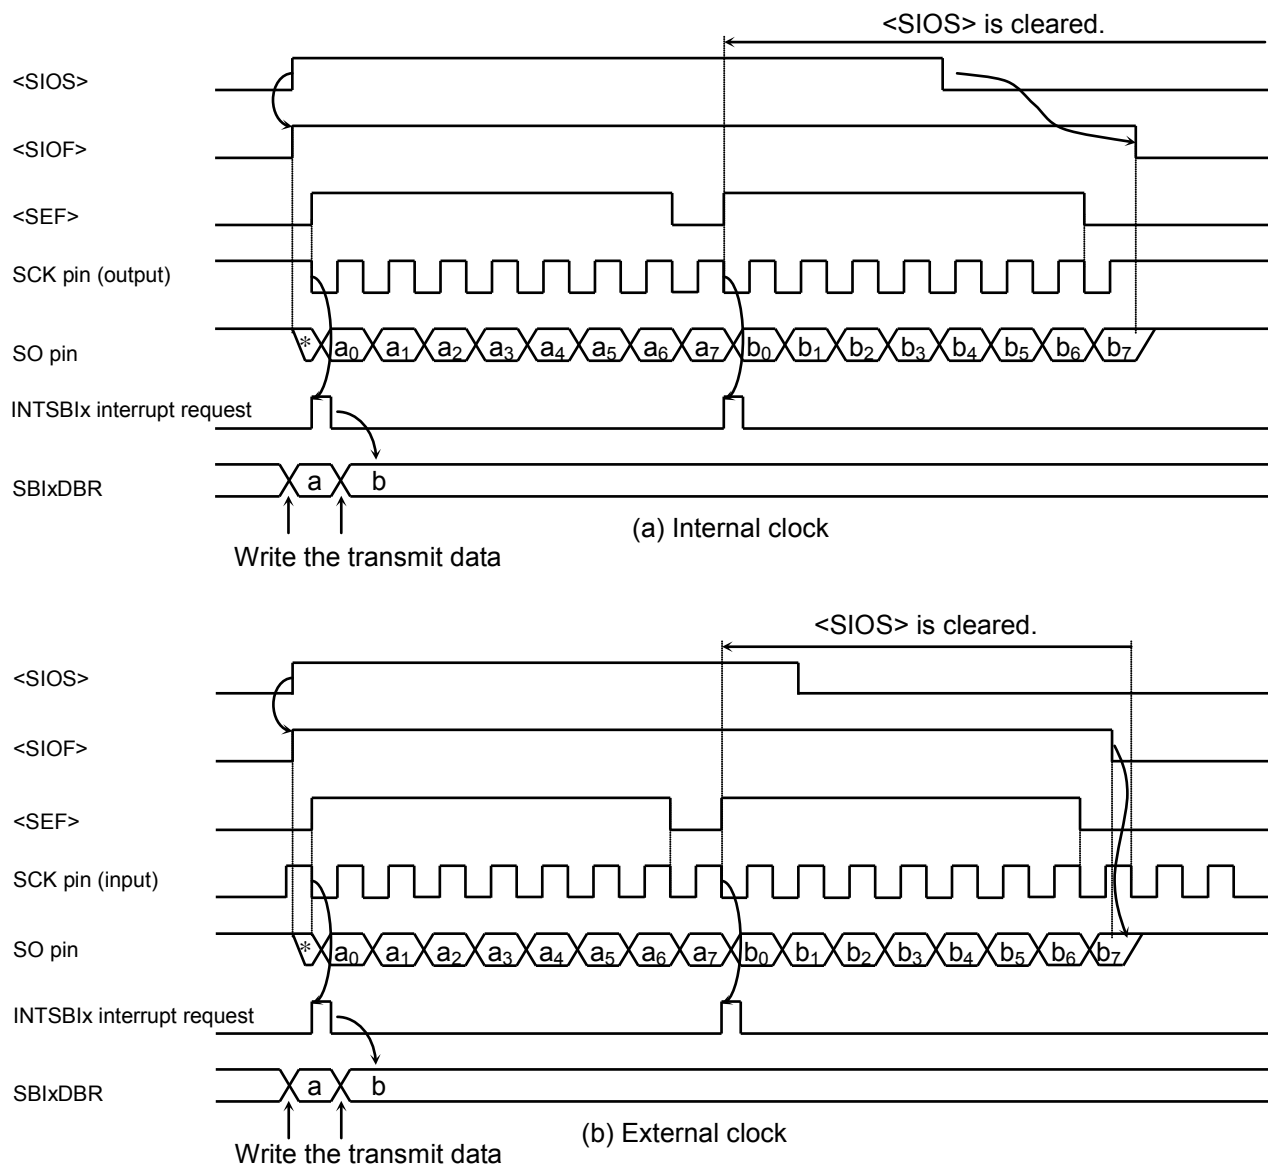 <SIOS> is cleared.
<SIOS>
<SIOF>
<SEF>
SCK pin (output)
SO pin
* a0 a1 a2 a3 a4 a5 a6 a7 b0 b1 b2 b3 b4 b5 b6 b7
INTSBIx interrupt request
SBIxDBR
a b
(a) Internal clock
Write the transmit data
<SIOS> is cleared.
<SIOS>
<SIOF>
<SEF>
SCK pin (input)
SO pin
* a0 a1 a2 a3 a4 a5 a6 a7 b0 b1 b2 b3 b4 b5 b6 b7
INTSBIx interrupt request
SBIxDBR
a b
(b) External clock
Write the transmit data